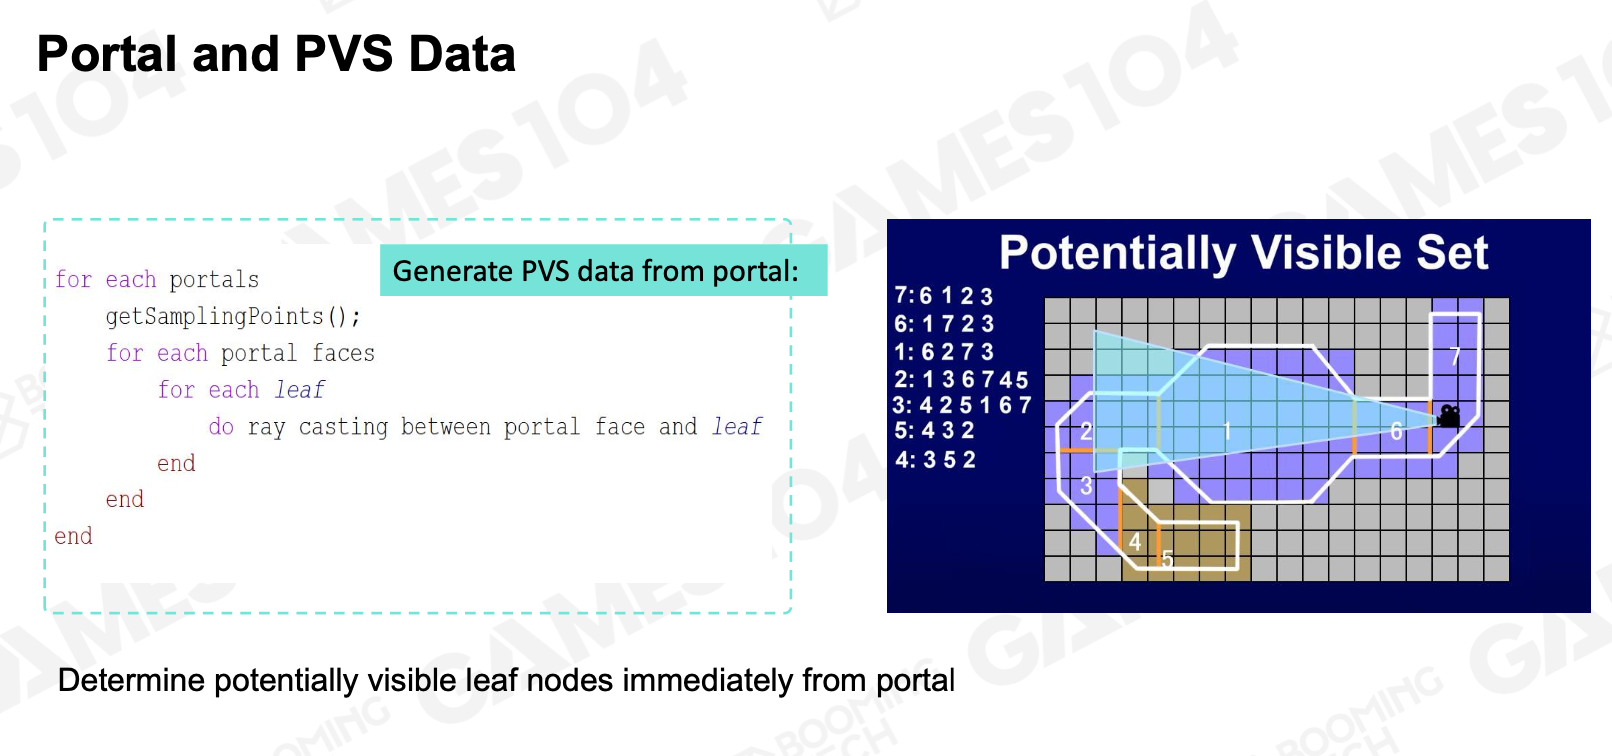 Portal and PVS Data
Generate PVS data from portal:
for each portals
getSamplingPoints();
for each portal faces
for each leaf
do ray casting between portal face and leaf
end
end
end
Potentially Visible Set
7:6 1 2 3
6: 1 7 2 3
1: 6 2 7 3
2: 1 3 6 7 4 5
3: 4 2 5 1 6 7
5: 4 3 2
4: 3 5 2
7
2
1
6
3
4
5
Determine potentially visible leaf nodes immediately from portal
GAMES104
BOOMING
TECH